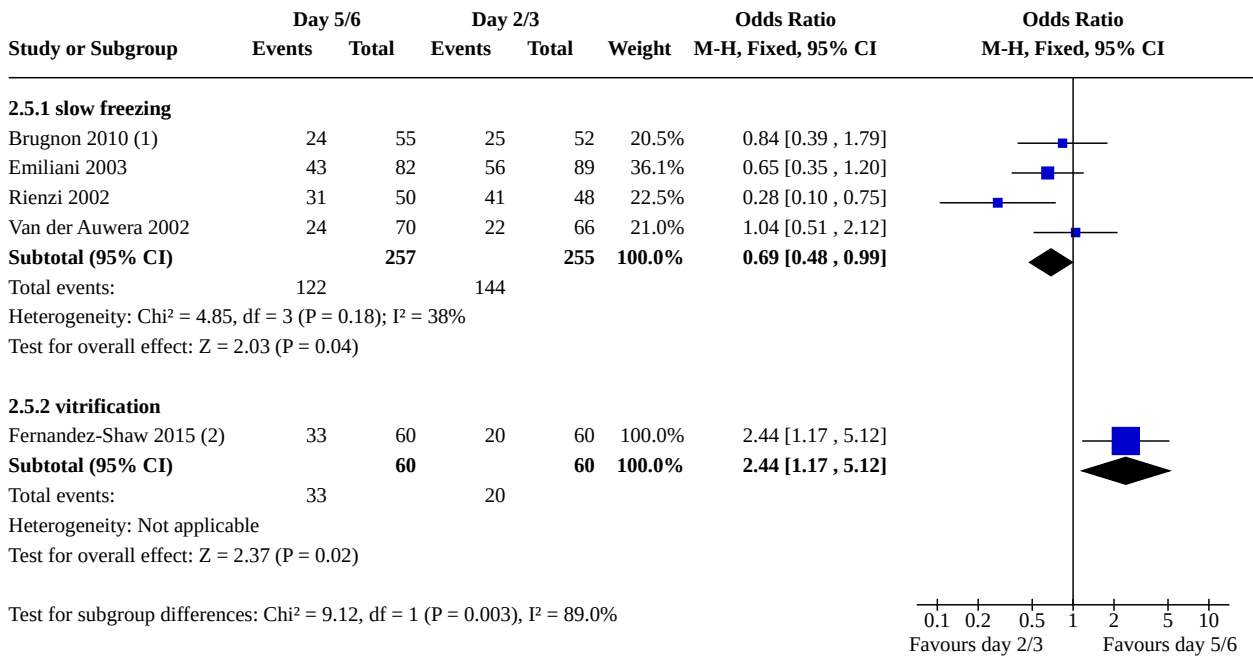 Day 5/6 Day 2/3 Odds Ratio Odds Ratio
Study or Subgroup Events Total Events Total Weight M-H, Fixed, 95% CI M-H, Fixed, 95% CI
2.5.1 slow freezing
Brugnon 2010 (1) 24 55 25 52 20.5% 0.84 [0.39 , 1.79]
Emiliani 2003 43 82 56 89 36.1% 0.65 [0.35 , 1.20]
Rienzi 2002 31 50 41 48 22.5% 0.28 [0.10 , 0.75]
Van der Auwera 2002 24 70 22 66 21.0% 1.04 [0.51 , 2.12]
Subtotal (95% CI) 257 255 100.0% 0.69 [0.48 , 0.99]
Total events: 122 144
Heterogeneity: Chi² = 4.85, df = 3 (P = 0.18); I² = 38%
Test for overall effect: Z = 2.03 (P = 0.04)
2.5.2 vitrification
Fernandez-Shaw 2015 (2) 33 60 20 60 100.0% 2.44 [1.17 , 5.12]
Subtotal (95% CI) 60 60 100.0% 2.44 [1.17 , 5.12]
Total events: 33 20
Heterogeneity: Not applicable
Test for overall effect: Z = 2.37 (P = 0.02)
Test for subgroup differences: Chi² = 9.12, df = 1 (P = 0.003), I² = 89.0%
0.1 0.2 0.5 1 2 5 10
Favours day 2/3 Favours day 5/6